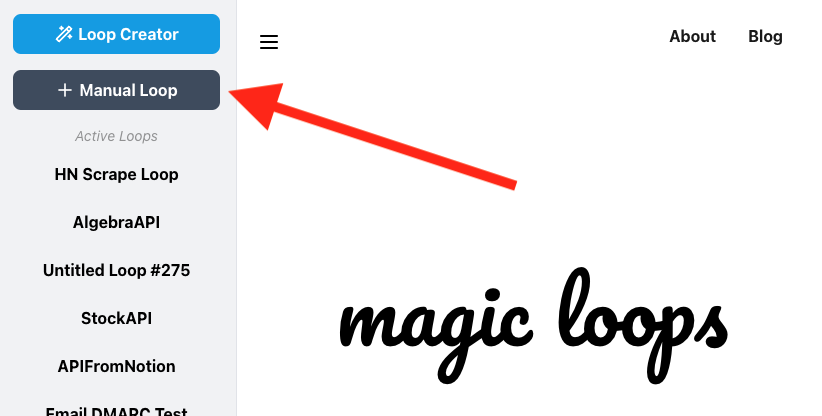 Loop Creator
Manual Loop
Active Loops
HN Scrape Loop
AlgebraAPI
Untitled Loop #275
StockAPI
APIFromNotion
Email DMARC Test
About
Blog
magic loops